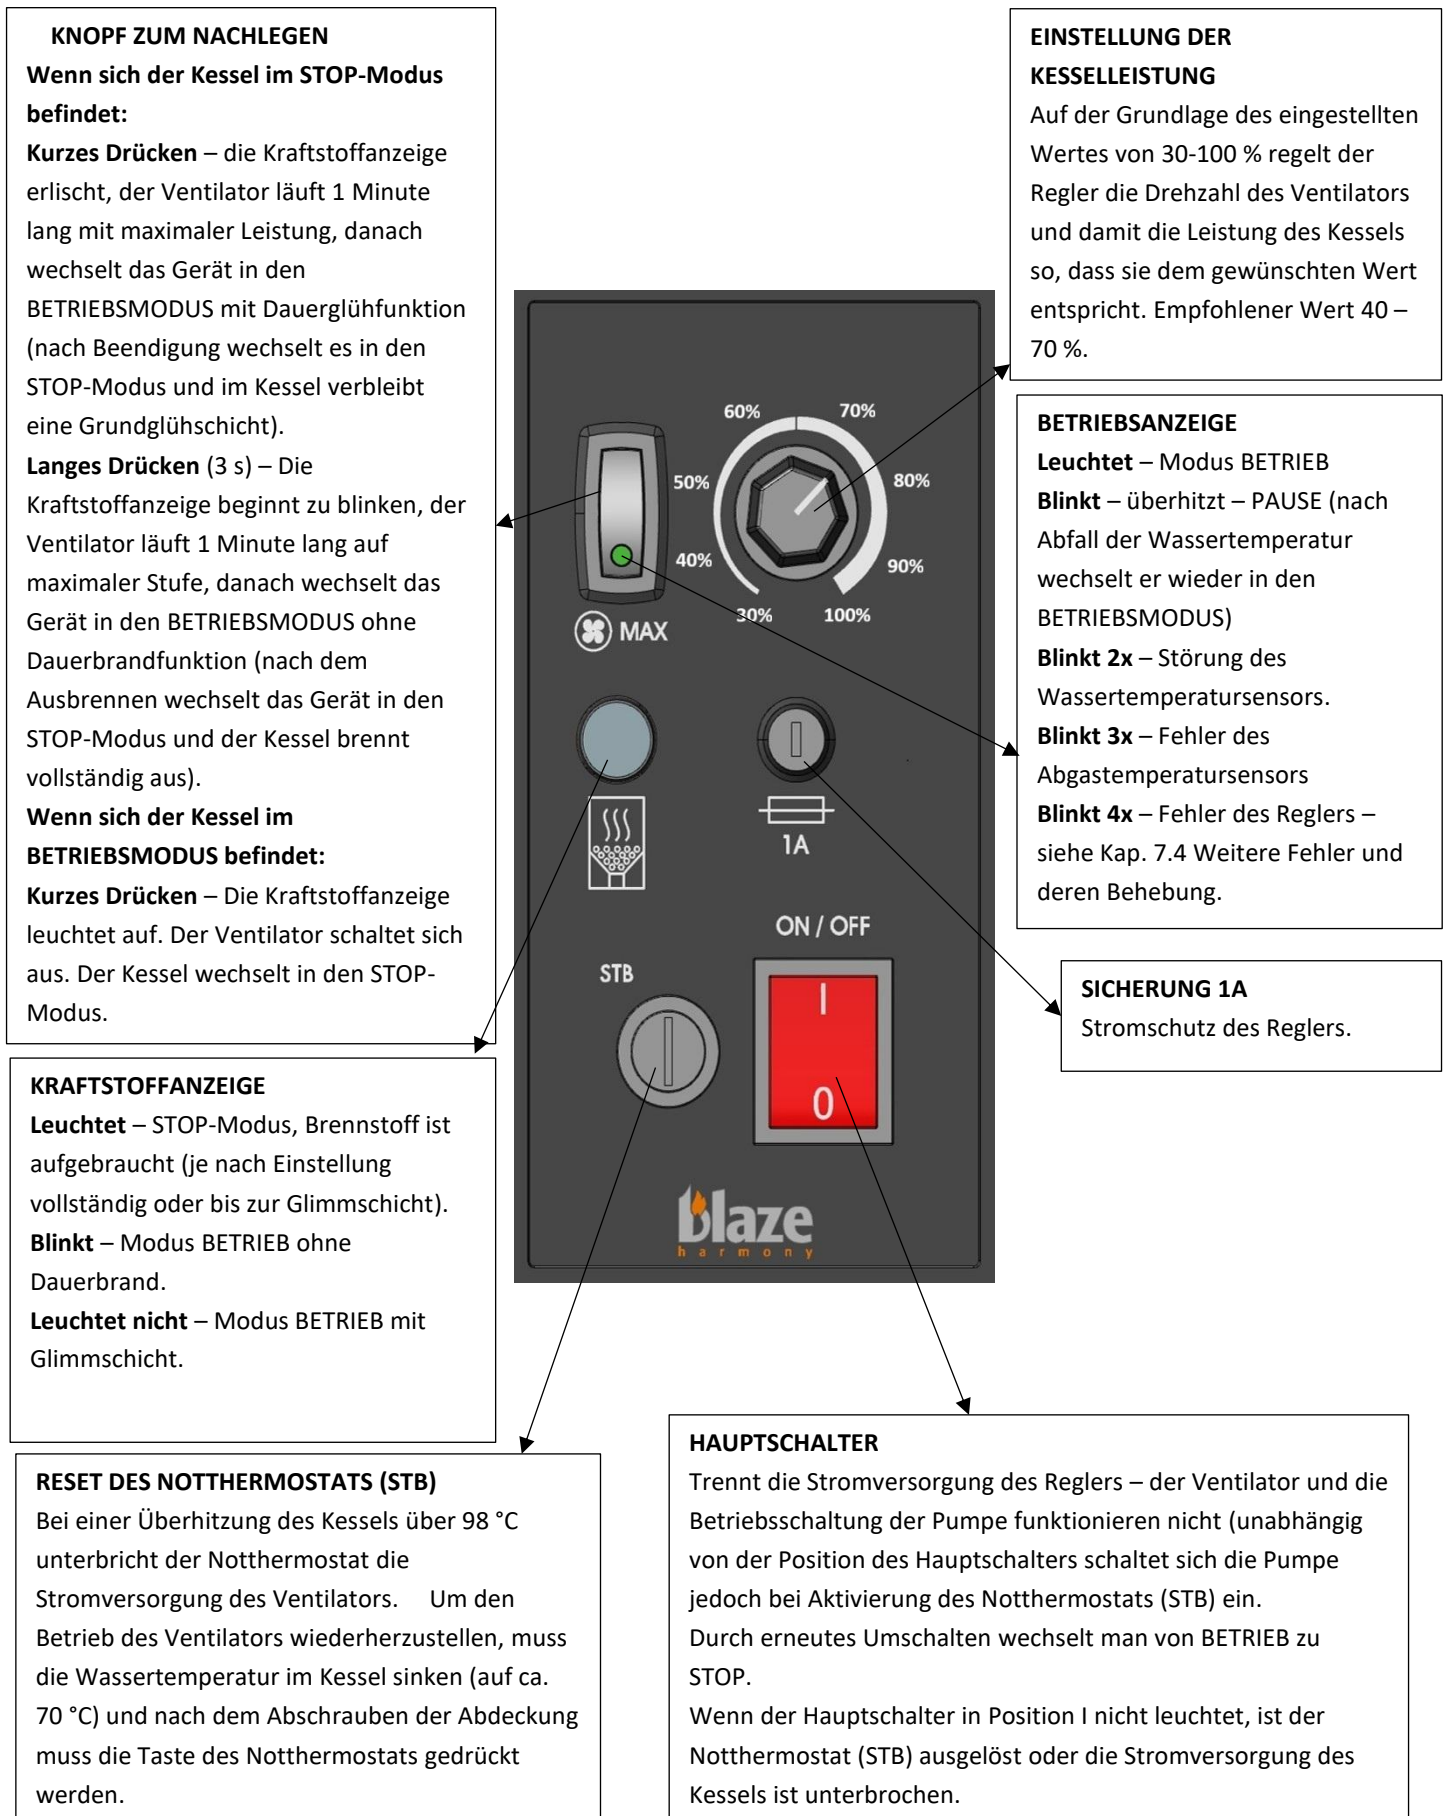 KNOPF ZUM NACHLEGEN
Wenn sich der Kessel im STOP-Modus
befindet:
Kurzes Drücken – die Kraftstoffanzeige
erlischt, der Ventilator läuft 1 Minute
lang mit maximaler Leistung, danach
wechselt das Gerät in den
BETRIEBSMODUS mit Dauerglühfunktion
(nach Beendigung wechselt es in den
STOP-Modus und im Kessel verbleibt
eine Grundglühschicht).
Langes Drücken (3 s) – Die
Kraftstoffanzeige beginnt zu blinken, der
Ventilator läuft 1 Minute lang auf
maximaler Stufe, danach wechselt das
Gerät in den BETRIEBSMODUS ohne
Dauerbrandfunktion (nach dem
Ausbrennen wechselt das Gerät in den
STOP-Modus und der Kessel brennt
vollständig aus).
Wenn sich der Kessel im
BETRIEBSMODUS befindet:
Kurzes Drücken – Die Kraftstoffanzeige
leuchtet auf. Der Ventilator schaltet sich
aus. Der Kessel wechselt in den STOP-
Modus.
KRAFTSTOFFANZEIGE
Leuchtet – STOP-Modus, Brennstoff ist
aufgebraucht (je nach Einstellung
vollständig oder bis zur Glimmschicht).
Blinkt – Modus BETRIEB ohne
Dauerbrand.
Leuchtet nicht – Modus BETRIEB mit
Glimmschicht.
RESET DES NOTTHERMOSTATS (STB)
Bei einer Überhitzung des Kessels über 98 °C
unterbricht der Notthermostat die
Stromversorgung des Ventilators. Um den
Betrieb des Ventilators wiederherzustellen, muss
die Wassertemperatur im Kessel sinken (auf ca.
70 °C) und nach dem Abschrauben der Abdeckung
muss die Taste des Notthermostats gedrückt
werden.
60%
70%
50%
80%
40%
90%
30%
100%
MAX
1A
ON / OFF
STB
I
0
blaze
harmony
EINSTELLUNG DER
KESSELLEISTUNG
Auf der Grundlage des eingestellten
Wertes von 30-100 % regelt der
Regler die Drehzahl des Ventilators
und damit die Leistung des Kessels
so, dass sie dem gewünschten Wert
entspricht. Empfohlener Wert 40 –
70 %.
BETRIEBSANZEIGE
Leuchtet – Modus BETRIEB
Blinkt – überhitzt – PAUSE (nach
Abfall der Wassertemperatur
wechselt er wieder in den
BETRIEBSMODUS)
Blinkt 2x – Störung des
Wassertemperatursensors.
Blinkt 3x – Fehler des
Abgastemperatursensors
Blinkt 4x – Fehler des Reglers –
siehe Kap. 7.4 Weitere Fehler und
deren Behebung.
SICHERUNG 1A
Stromschutz des Reglers.
HAUPTSCHALTER
Trennt die Stromversorgung des Reglers – der Ventilator und die
Betriebsschaltung der Pumpe funktionieren nicht (unabhängig
von der Position des Hauptschalters schaltet sich die Pumpe
jedoch bei Aktivierung des Notthermostats (STB) ein.
Durch erneutes Umschalten wechselt man von BETRIEB zu
STOP.
Wenn der Hauptschalter in Position I nicht leuchtet, ist der
Notthermostat (STB) ausgelöst oder die Stromversorgung des
Kessels ist unterbrochen.